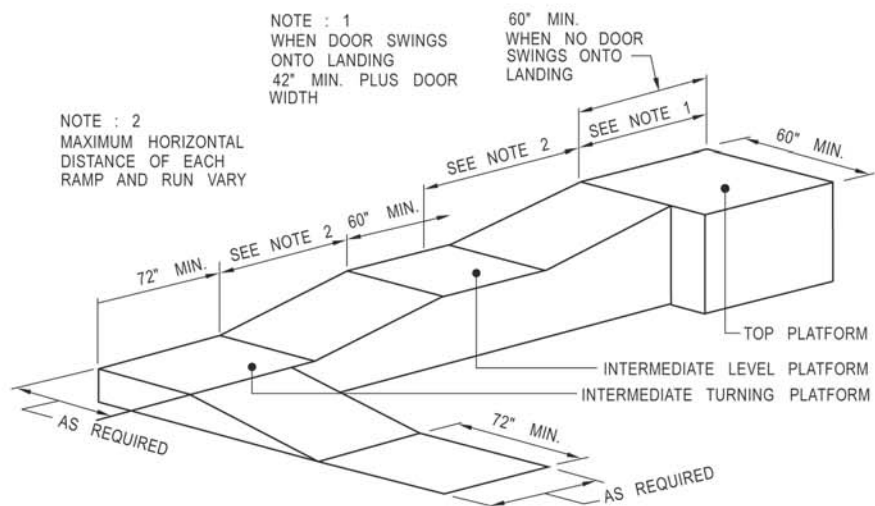 NOTE : 1
WHEN DOOR SWINGS
ONTO LANDING
42" MIN. PLUS DOOR
WIDTH
60" MIN.
WHEN NO DOOR
SWINGS ONTO
LANDING
NOTE : 2
MAXIMUM HORIZONTAL
DISTANCE OF EACH
RAMP AND RUN VARY
SEE NOTE 1
60" MIN.
SEE NOTE 2
60" MIN.
SEE NOTE 2
72" MIN.
TOP PLATFORM
INTERMEDIATE LEVEL PLATFORM
INTERMEDIATE TURNING PLATFORM
AS REQUIRED
72" MIN.
AS REQUIRED